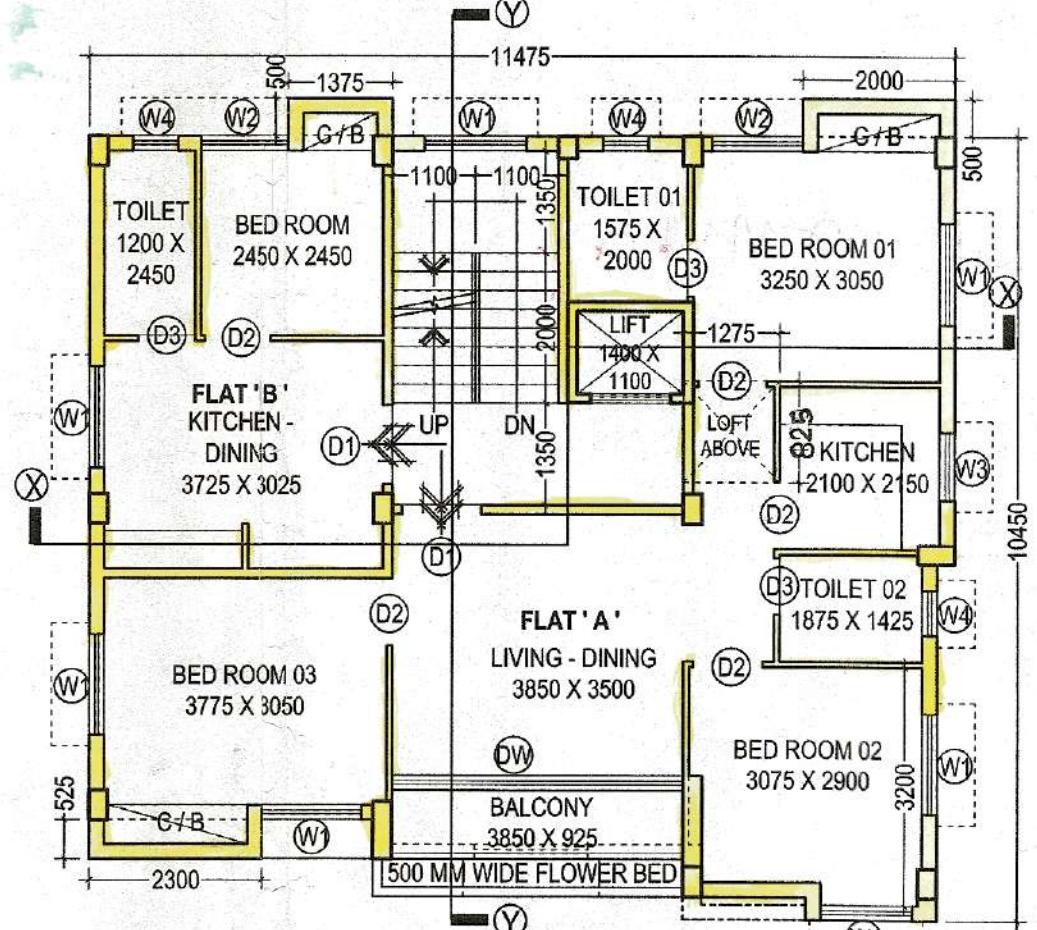 Y
11475
500
1375
2000
W4
W2
W1
W4
W2
C / B
C / B
500
1100
1100
1350
TOILET
1200 X
2450
BED ROOM
2450 X 2450
TOILET 01
1575 X
2000
D3
BED ROOM 01
3250 X 3050
W1
X
D3
D2
2000
LIFT
1400 X
1100
1275
D2
LOFT
ABOVE
825
W1
FLAT 'B'
KITCHEN -
DINING
3725 X 3025
D1
UP
DN
1350
KITCHEN
2100 X 2150
W3
X
D2
D1
10450
D2
D3
TOILET 02
1875 X 1425
W4
FLAT 'A'
LIVING - DINING
3850 X 3500
D2
W1
BED ROOM 03
3775 X 3050
DW
BED ROOM 02
3075 X 2900
3200
W1
525
C / B
W1
BALCONY
3850 X 925
2300
500 MM WIDE FLOWER BED
Y